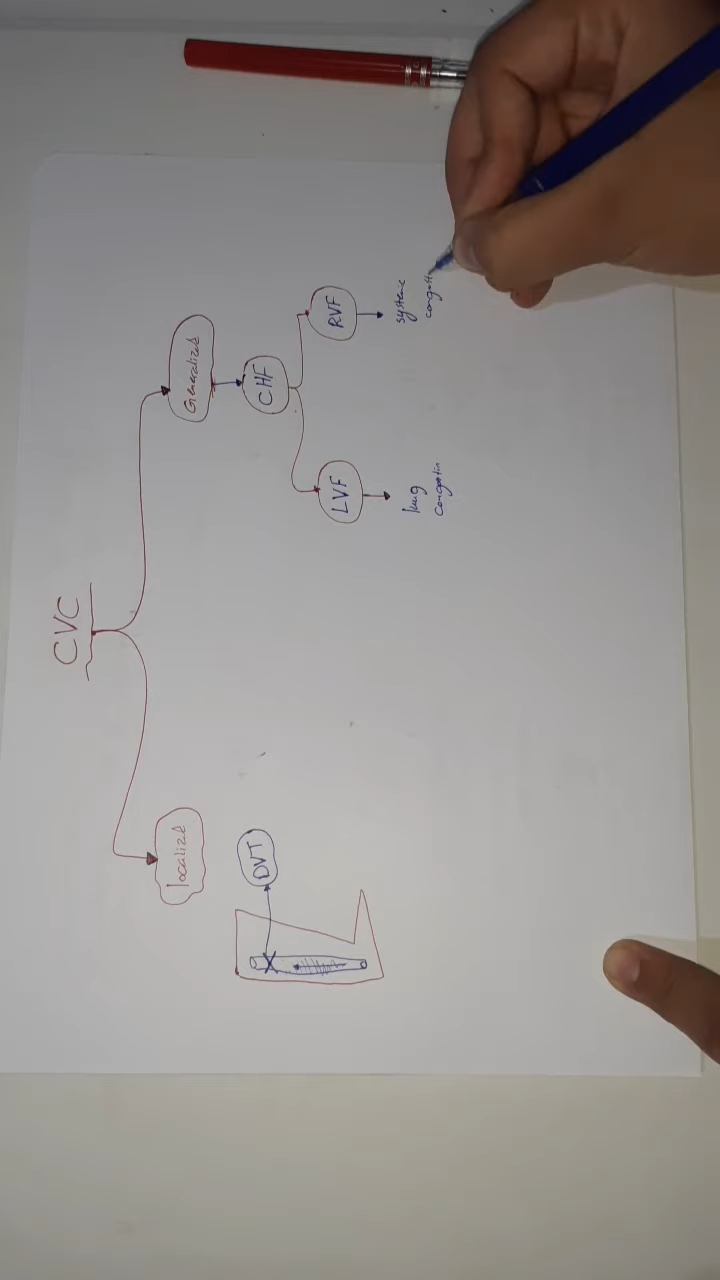 CVC
localized
Generalized
DVT
CHF
LVF
RVF
lung
congestion
systemic